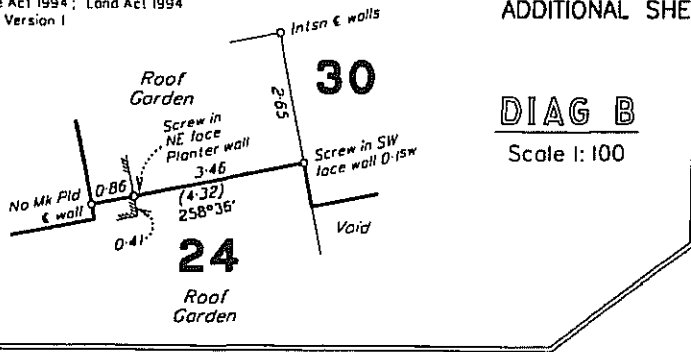 Act 1994; Land Act 1994
Version 1
ADDITIONAL SHE
Intsn ₵ walls
Roof
Garden
30
2·65
DIAG B
Scale 1:100
Screw in
NE face
Planter wall
3·46
Screw in SW
face wall 0·15w
No Mk Pld
₵ wall
0·86
(4·32)
258°36'
Void
0·41
24
Roof
Garden